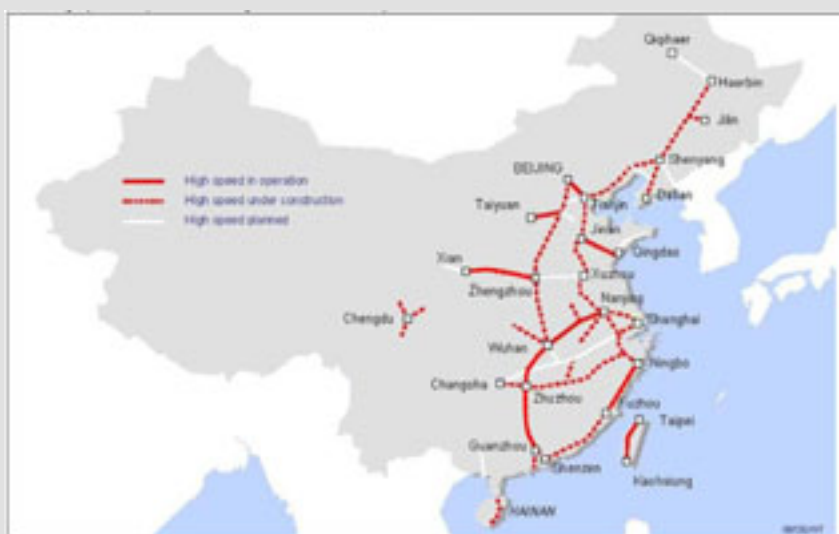 Qiqihaer
Haerbin
Jilin
Shenyang
BEIJING
High speed in operation
High speed under construction
High speed planned
Tianjin
Dalian
Taiyuan
Jinan
Qingdao
Xian
Zhengzhou
Xuzhou
Nanjing
Chengdu
Shanghai
Wuhan
Ningbo
Changsha
Zhuzhou
Fuzhou
Taipei
Guanzhou
Shenzen
Kaohsiung
HAINAN